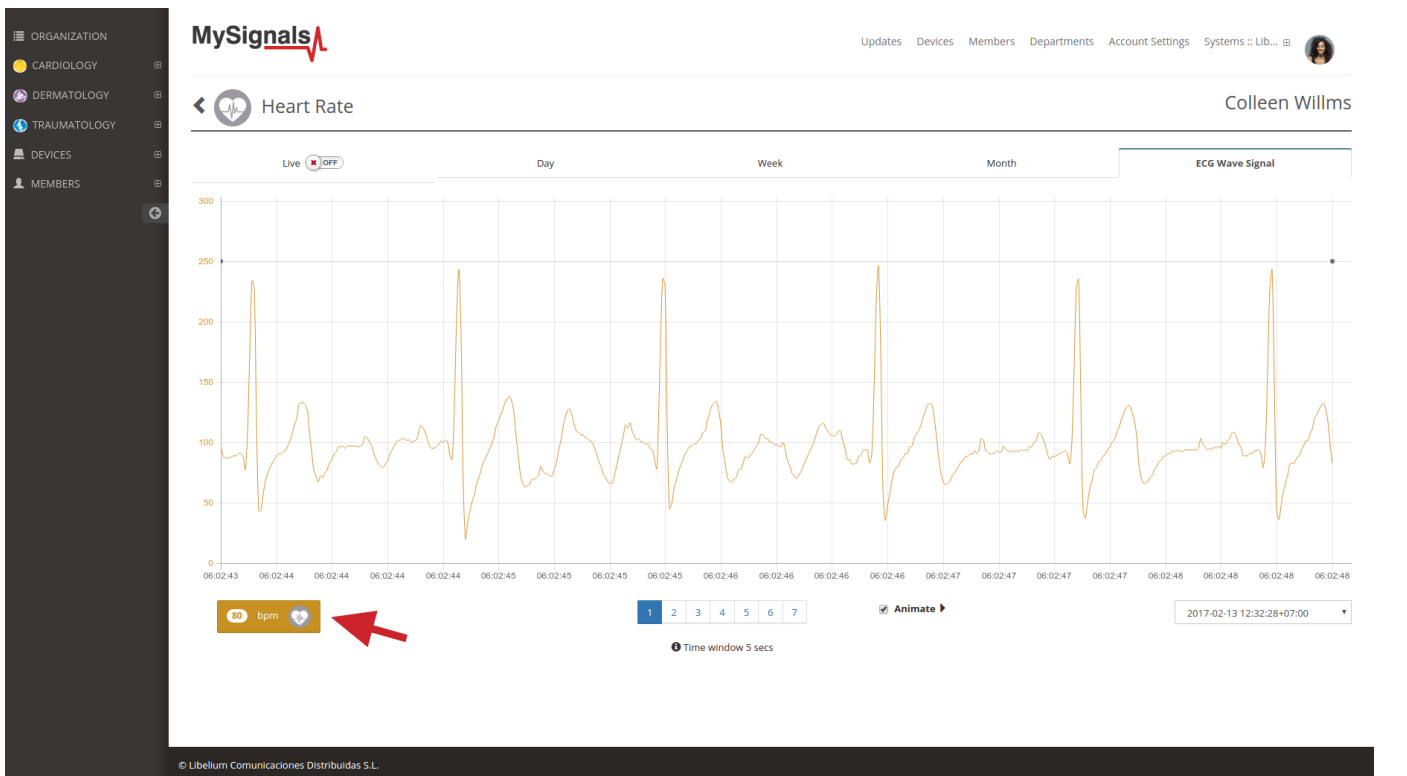 ORGANIZATION
CARDIOLOGY
DERMATOLOGY
TRAUMATOLOGY
DEVICES
MEMBERS
MySignals
Updates Devices Members Departments Account Settings Systems :: Lib...
Heart Rate
Colleen Willms
Live OFF Day Week Month ECG Wave Signal
300
250
200
150
100
50
0
06:02:43 06:02:44 06:02:44 06:02:44 06:02:44 06:02:45 06:02:45 06:02:45 06:02:45 06:02:46 06:02:46 06:02:46 06:02:46 06:02:47 06:02:47 06:02:47 06:02:47 06:02:48 06:02:48 06:02:48 06:02:48
80 bpm
1 2 3 4 5 6 7
Animate
2017-02-13 12:32:28+07:00
Time window 5 secs
© Libelium Comunicaciones Distribuidas S.L.